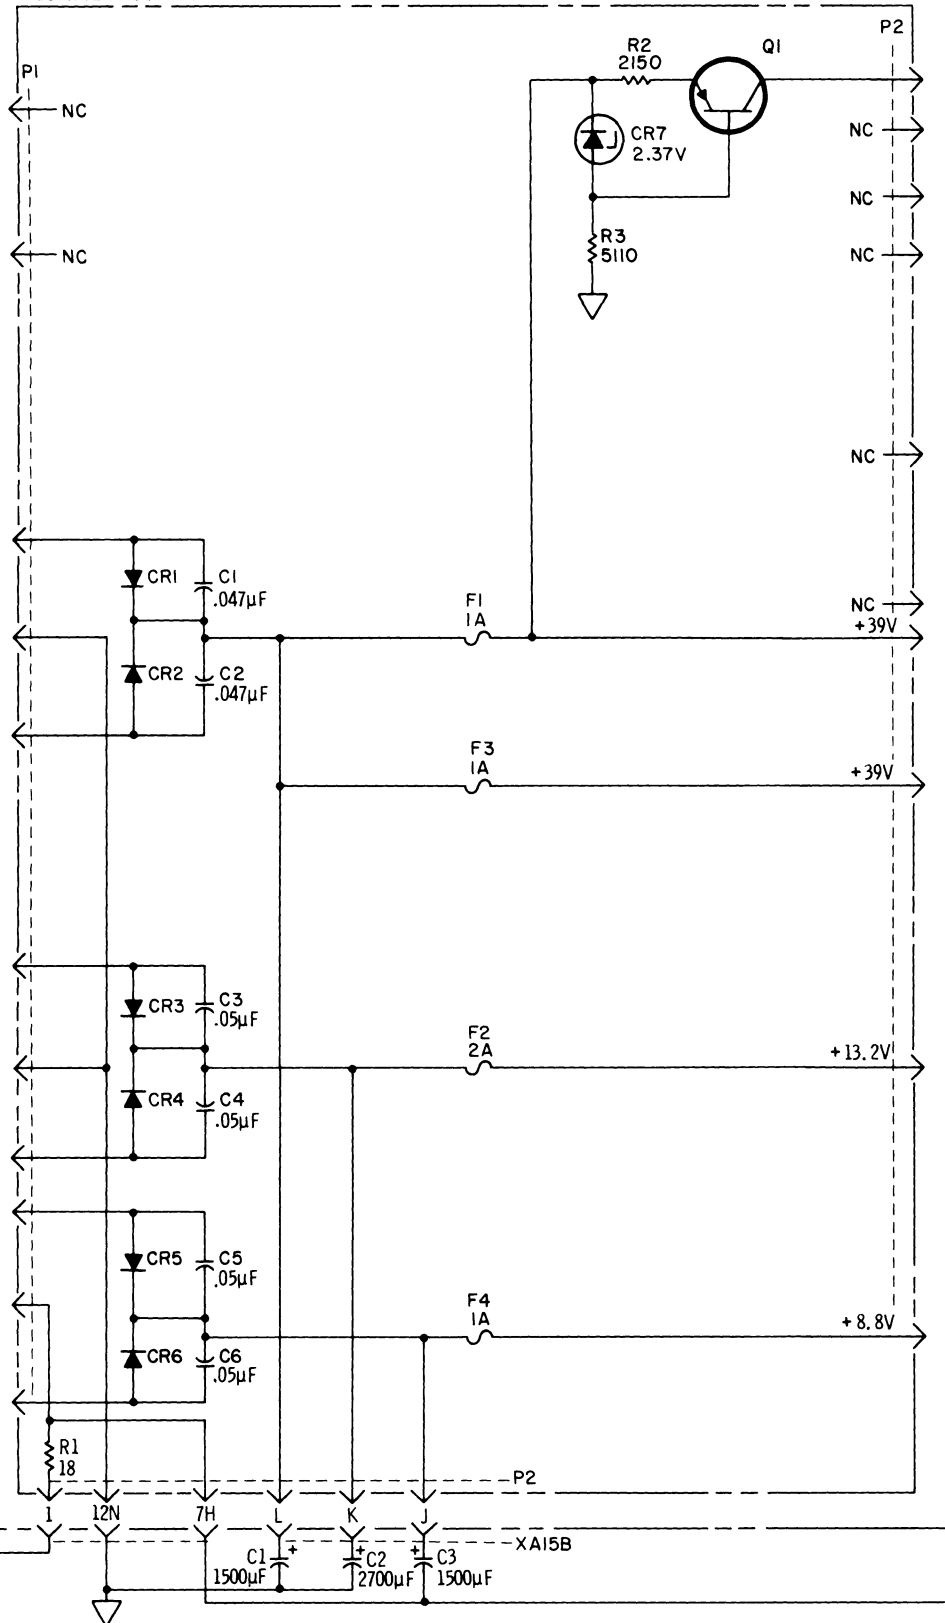 P2
R2
2150
Q1
P1
NC
CR7
2.37V
NC
NC
R3
5110
NC
NC
NC
CR1
C1
.047µF
NC
F1
1A
+39V
CR2
C2
.047µF
F3
1A
+39V
CR3
C3
.05µF
F2
2A
+13.2V
CR4
C4
.05µF
CR5
C5
.05µF
F4
1A
+8.8V
CR6
C6
.05µF
R1
18
P2
1 12N 7H L K J
XA15B
C1
1500µF
+
C2
2700µF
+
C3
1500µF
+